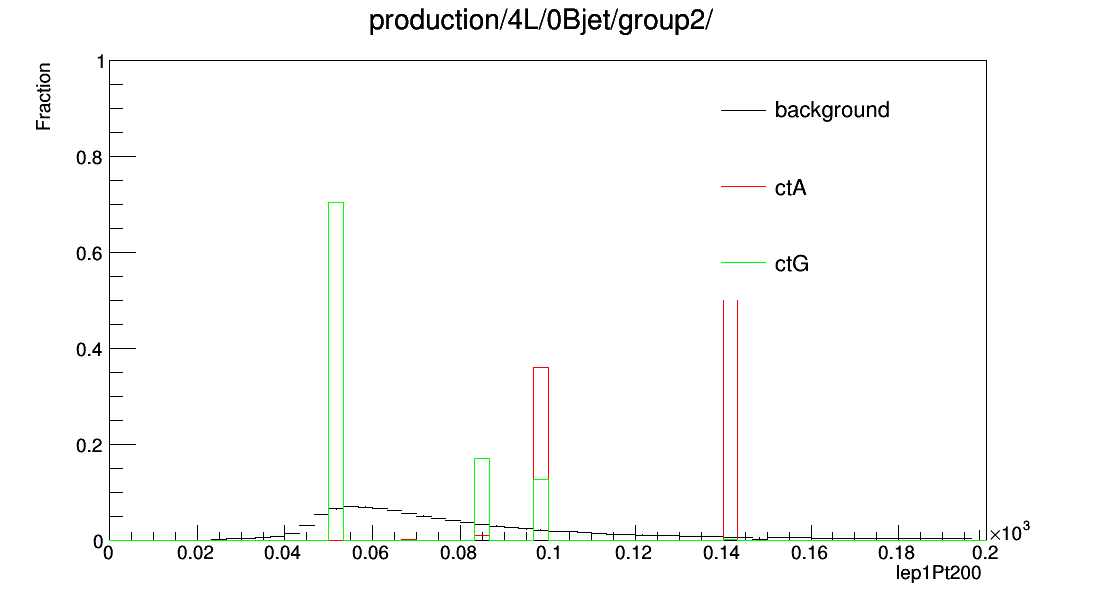 production/4L/0Bjet/group2/
Fraction
background
ctA
ctG
1
0.8
0.6
0.4
0.2
0
0 0.02 0.04 0.06 0.08 0.1 0.12 0.14 0.16 0.18 0.2
×10³
lep1Pt200